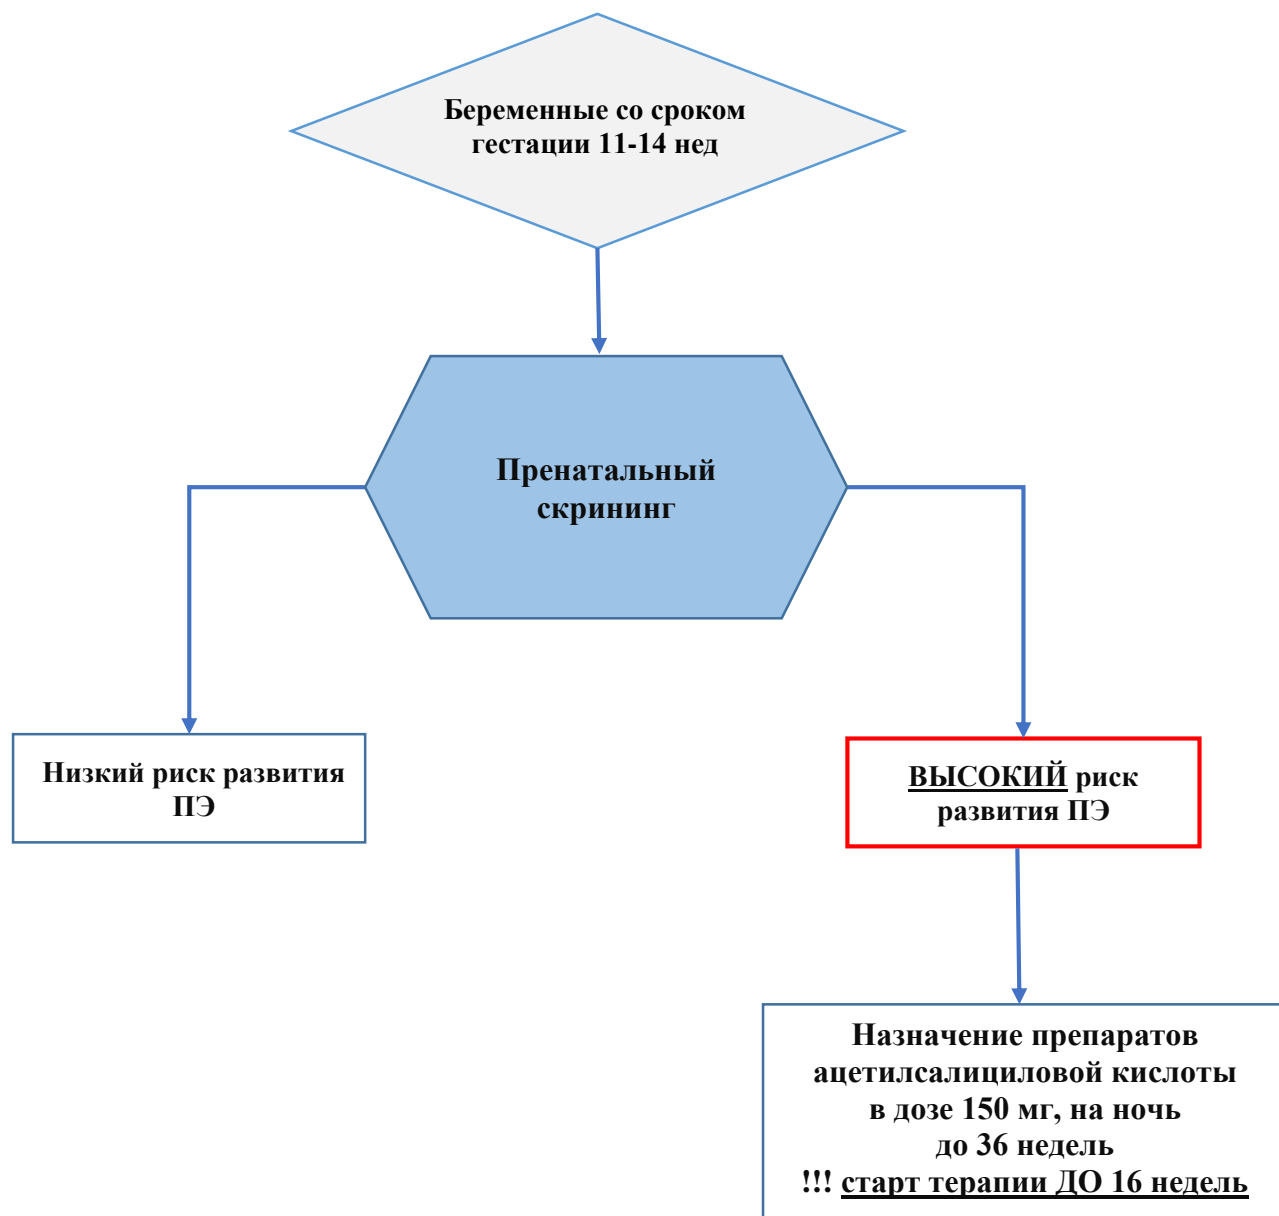 Беременные со сроком
гестации 11-14 нед
Пренатальный
скрининг
Низкий риск развития
ПЭ
ВЫСОКИЙ риск
развития ПЭ
Назначение препаратов
ацетилсалициловой кислоты
в дозе 150 мг, на ночь
до 36 недель
!!! старт терапии ДО 16 недель